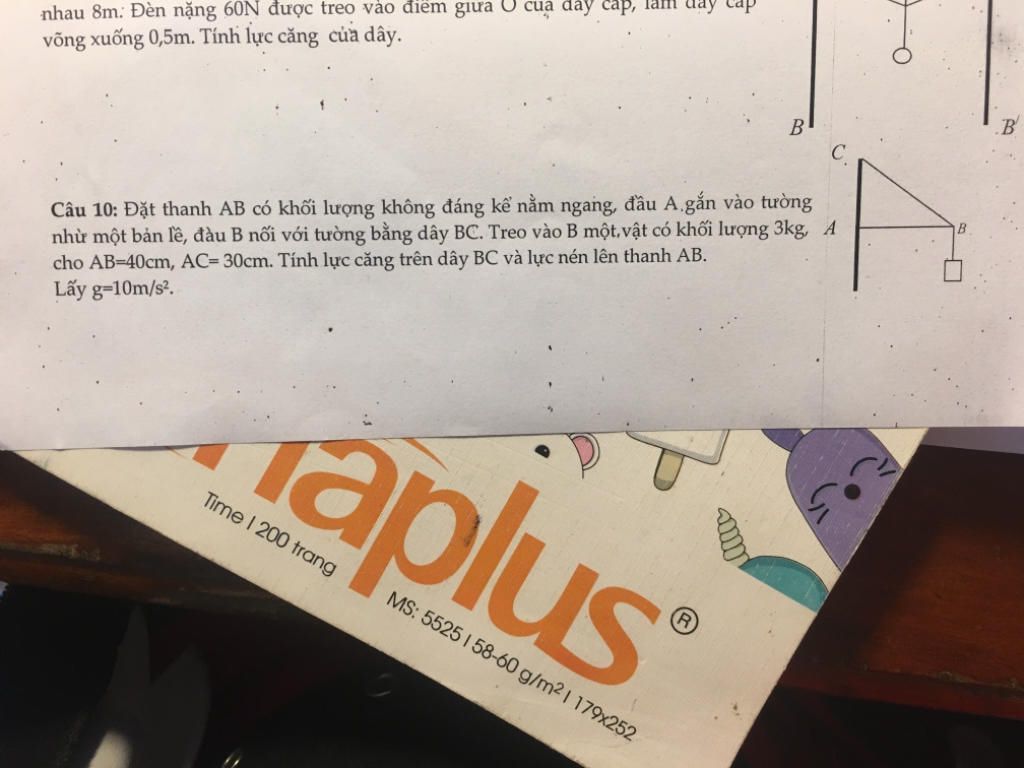 nhau 8m. Đèn nặng 60N được treo vào điểm giữa O của dây cáp, làm dây cáp
võng xuống 0,5m. Tính lực căng của dây.
B
B'
C
Câu 10: Đặt thanh AB có khối lượng không đáng kể nằm ngang, đầu A gắn vào tường
như một bản lề, đàu B nối với tường bằng dây BC. Treo vào B một vật có khối lượng 3kg,
A
B
cho AB=40cm, AC= 30cm. Tính lực căng trên dây BC và lực nén lên thanh AB.
Lấy g=10m/s².
haplus ®
Time | 200 trang
MS: 5525 | 58-60 g/m2 | 179x252